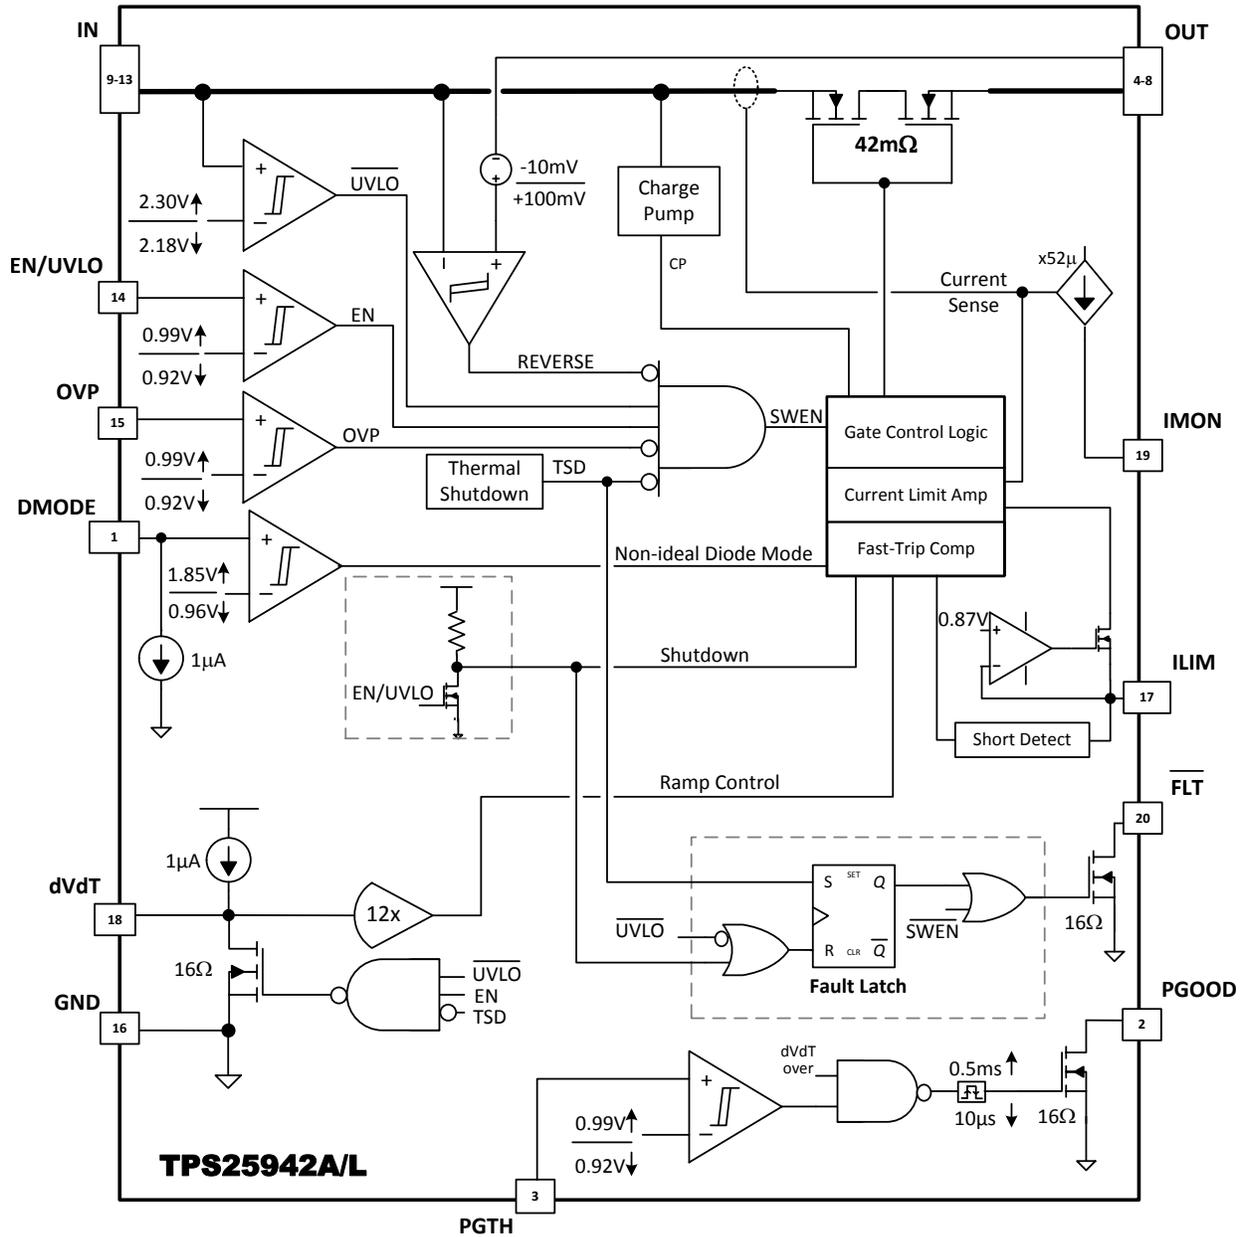 IN
OUT
9-13
4-8
42mΩ
-10mV
+100mV
UVLO
Charge
Pump
2.30V
2.18V
CP
x52μ
Current
Sense
EN/UVLO
14
EN
0.99V
0.92V
REVERSE
OVP
15
OVP
SWEN
Gate Control Logic
IMON
19
0.99V
0.92V
Thermal
Shutdown
TSD
Current Limit Amp
DMODE
1
Non-ideal Diode Mode
Fast-Trip Comp
1.85V
0.96V
1μA
0.87V
Shutdown
EN/UVLO
ILIM
17
Short Detect
Ramp Control
FLT
20
1μA
dVdT
18
12x
S
SET
Q
UVLO
SWEN
R
CLR
Q
Fault Latch
16Ω
16Ω
UVLO
EN
TSD
GND
16
PGOOD
2
dVdT
over
0.5ms
10μs
16Ω
0.99V
0.92V
TPS25942A/L
3
PGTH